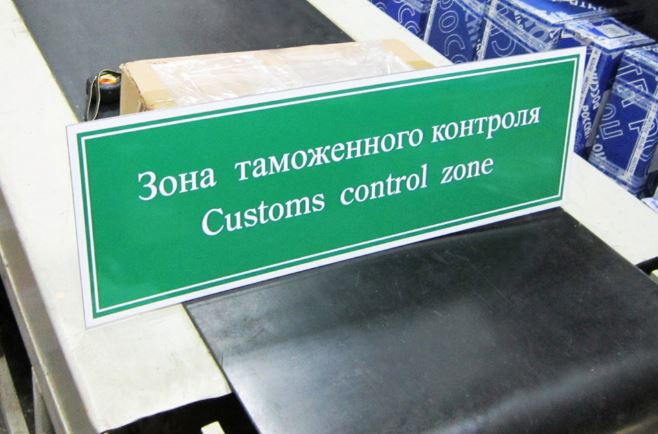 Зона таможенного контроля
Customs control zone